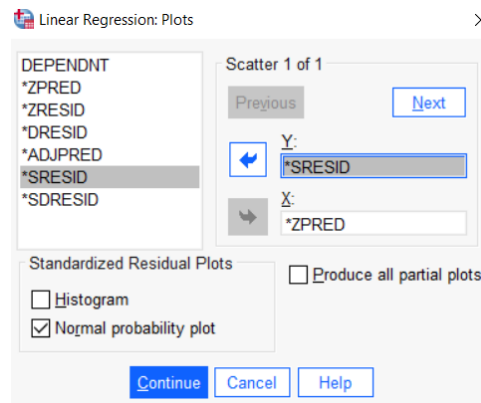 Linear Regression: Plots
DEPENDNT
*ZPRED
*ZRESID
*DRESID
*ADJPRED
*SRESID
*SDRESID
Scatter 1 of 1
Previous
Next
Y:
*SRESID
X:
*ZPRED
Standardized Residual Plots
Histogram
Normal probability plot
Produce all partial plots
Continue Cancel Help